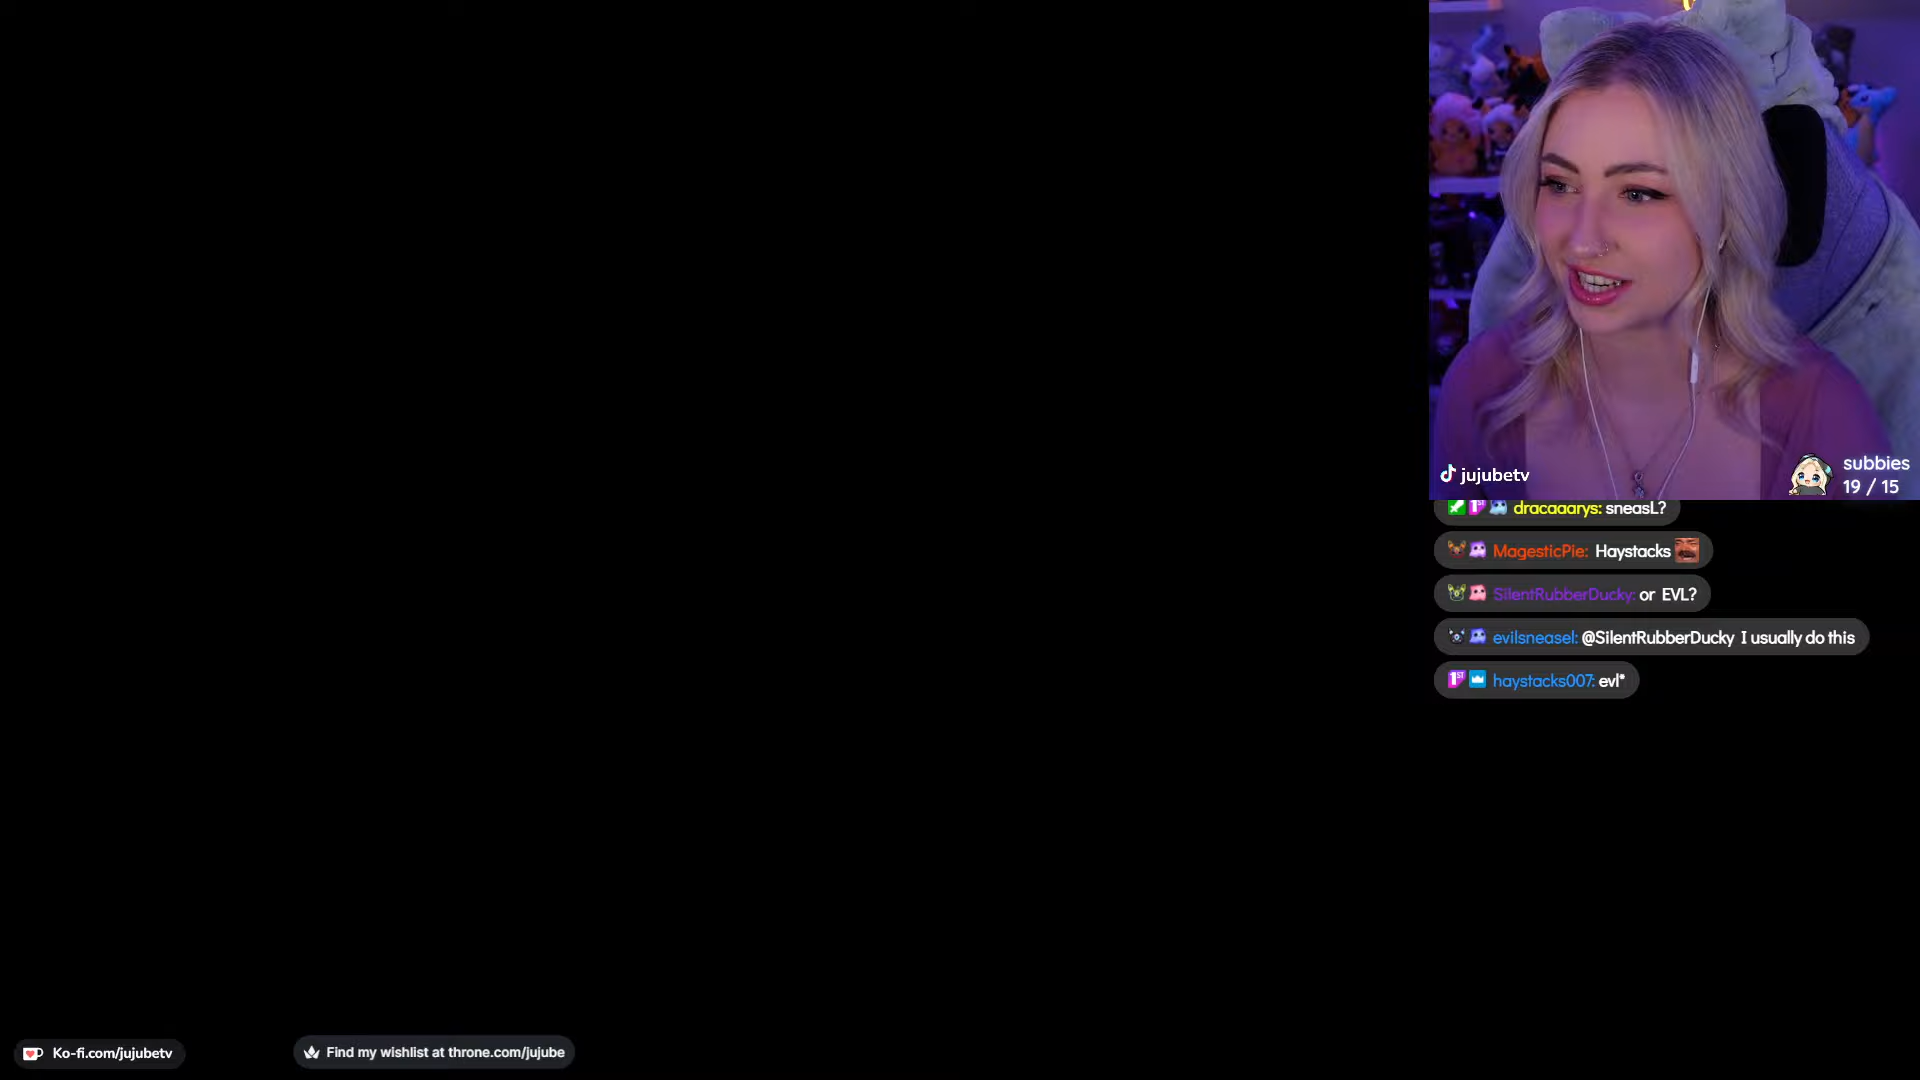 jujubetv
subbies
19 / 15
dracaaarys: sneasL?
MagesticPie: Haystacks
SilentRubberDucky: or EVL?
evilsneasel: @SilentRubberDucky I usually do this
1ST haystacks007: evl*
Ko-fi.com/jujubetv
Find my wishlist at throne.com/jujube